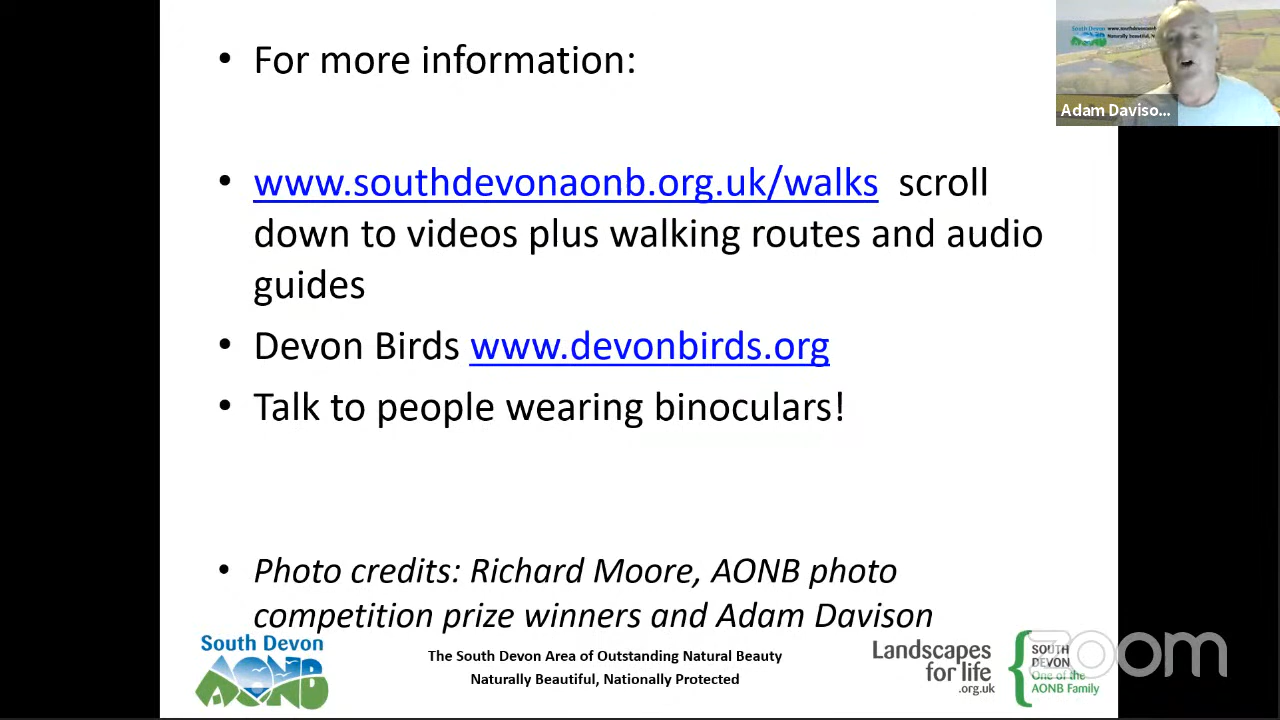 • For more information:
• www.southdevonaonb.org.uk/walks scroll
down to videos plus walking routes and audio
guides
• Devon Birds www.devonbirds.org
• Talk to people wearing binoculars!
• Photo credits: Richard Moore, AONB photo
competition prize winners and Adam Davison
South Devon
AONB
The South Devon Area of Outstanding Natural Beauty
Naturally Beautiful, Nationally Protected
Landscapes
for life
.org.uk
SOUTH
DEVON
One of the
AONB Family
zoom
South Devon
Adam Daviso...